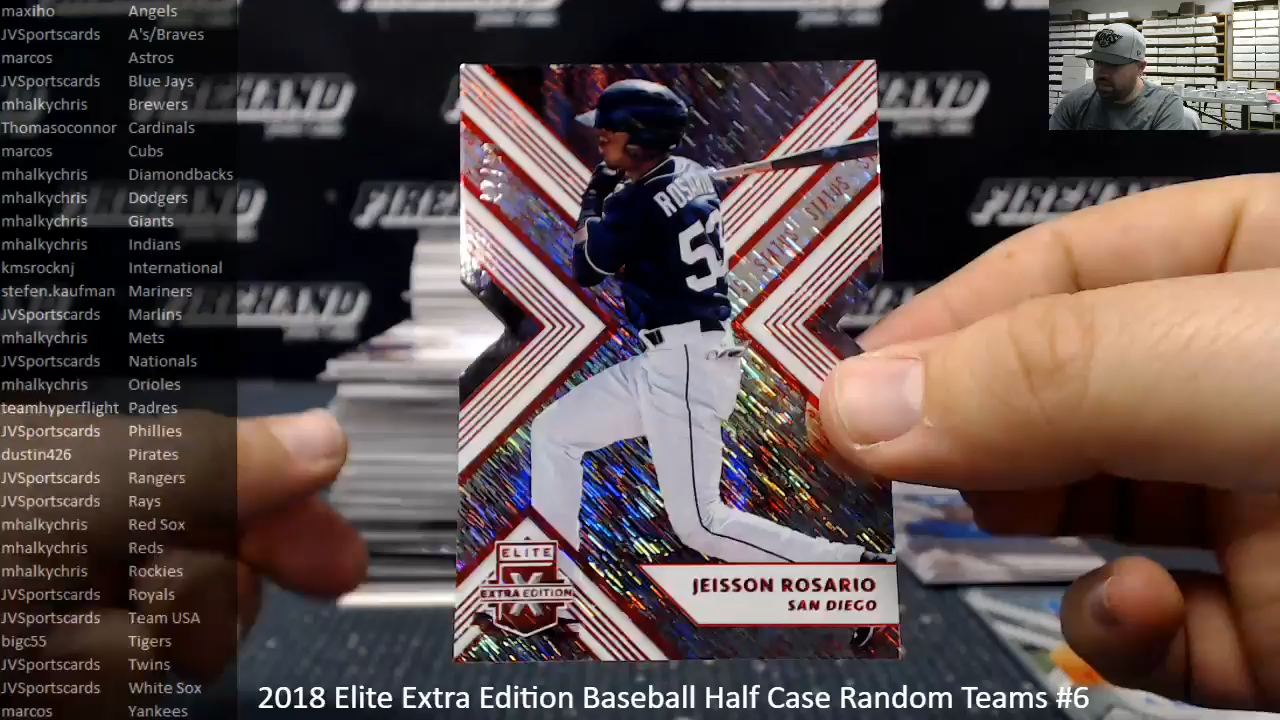 maxiho Angels
JVSportscards A's/Braves
marcos Astros
JVSportscards Blue Jays
mhalkychris Brewers
Thomasoconnor Cardinals
marcos Cubs
mhalkychris Diamondbacks
mhalkychris Dodgers
mhalkychris Giants
mhalkychris Indians
kmsrocknj International
stefen.kaufman Mariners
JVSportscards Marlins
mhalkychris Mets
JVSportscards Nationals
mhalkychris Orioles
teamhyperflight Padres
JVSportscards Phillies
dustin426 Pirates
JVSportscards Rangers
JVSportscards Rays
mhalkychris Red Sox
mhalkychris Reds
mhalkychris Rockies
JVSportscards Royals
JVSportscards Team USA
bigc55 Tigers
JVSportscards Twins
JVSportscards White Sox
marcos Yankees
FIREHAND
FIREHAND
FIREHAND
STATUS
ELITE
X
EXTRA EDITION
JEISSON ROSARIO
SAN DIEGO
2018 Elite Extra Edition Baseball Half Case Random Teams #6